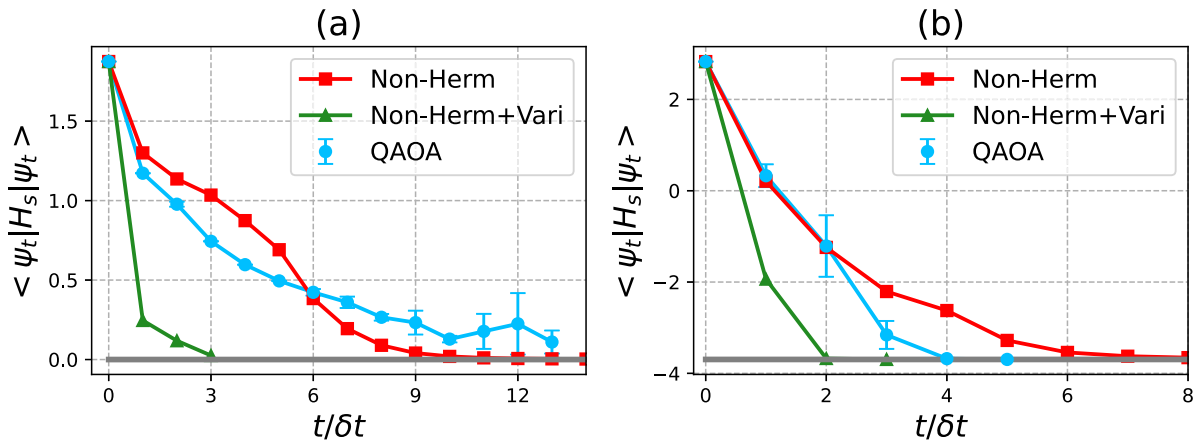 (a)
<ψt|Hs|ψt>
1.5
1.0
0.5
0.0
Non-Herm
Non-Herm+Vari
QAOA
0 3 6 9 12
t/δt
(b)
<ψt|Hs|ψt>
2
0
−2
−4
Non-Herm
Non-Herm+Vari
QAOA
0 2 4 6 8
t/δt